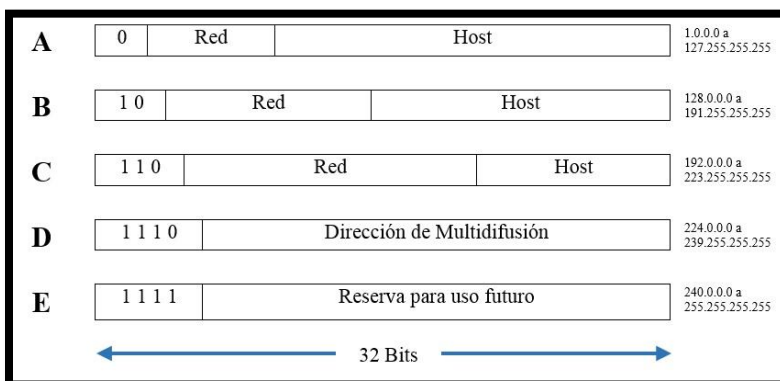 A 0 Red Host 1.0.0.0 a
127.255.255.255
B 1 0 Red Host 128.0.0.0 a
191.255.255.255
C 1 1 0 Red Host 192.0.0.0 a
223.255.255.255
D 1 1 1 0 Dirección de Multidifusión 224.0.0.0 a
239.255.255.255
E 1 1 1 1 Reserva para uso futuro 240.0.0.0 a
255.255.255.255
32 Bits